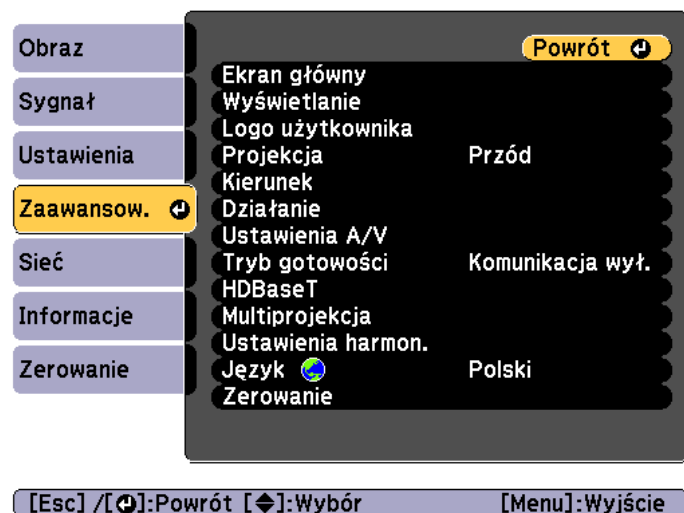 Obraz
Sygnał
Ustawienia
Zaawansow.
Sieć
Informacje
Zerowanie
Powrót
Ekran główny
Wyświetlanie
Logo użytkownika
Projekcja Przód
Kierunek
Działanie
Ustawienia A/V
Tryb gotowości Komunikacja wył.
HDBaseT
Multiprojekcja
Ustawienia harmon.
Język Polski
Zerowanie
[Esc] /[⏎]:Powrót [◆]:Wybór [Menu]:Wyjście